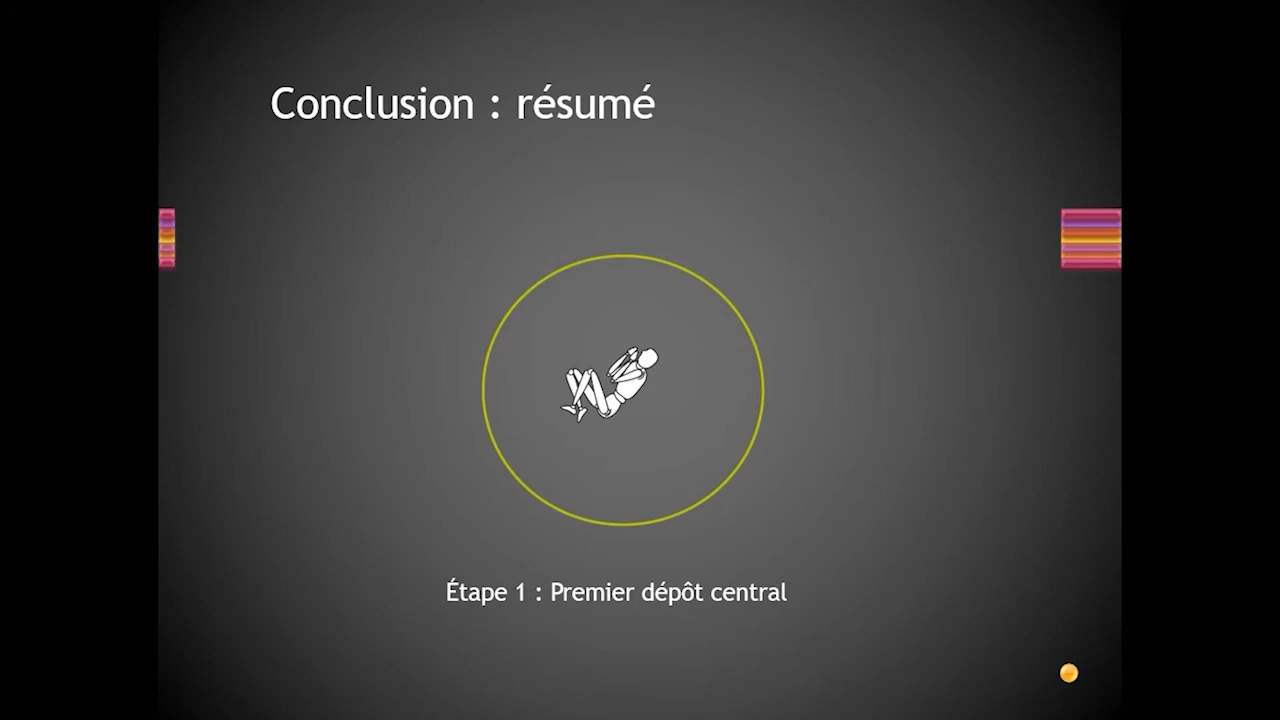 Conclusion : résumé
Étape 1 : Premier dépôt central